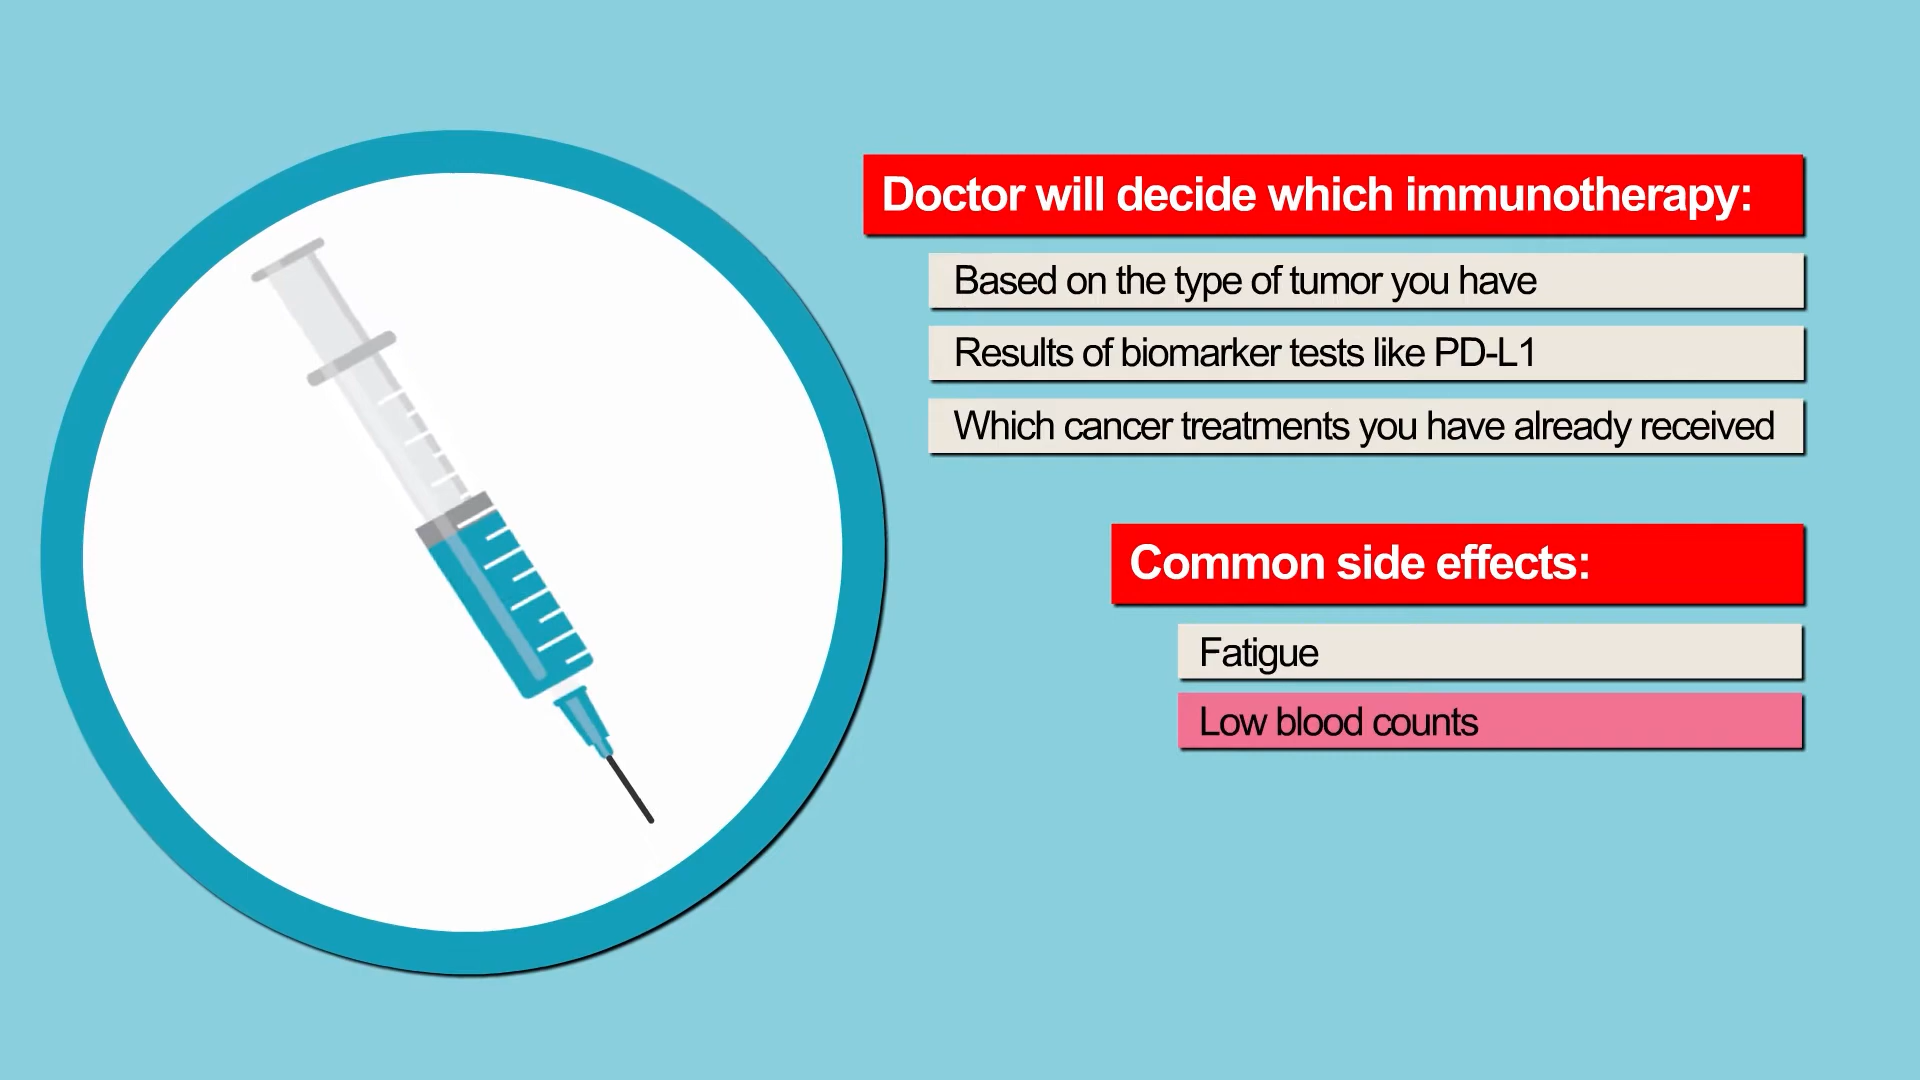 Doctor will decide which immunotherapy:
Based on the type of tumor you have
Results of biomarker tests like PD-L1
Which cancer treatments you have already received
Common side effects:
Fatigue
Low blood counts